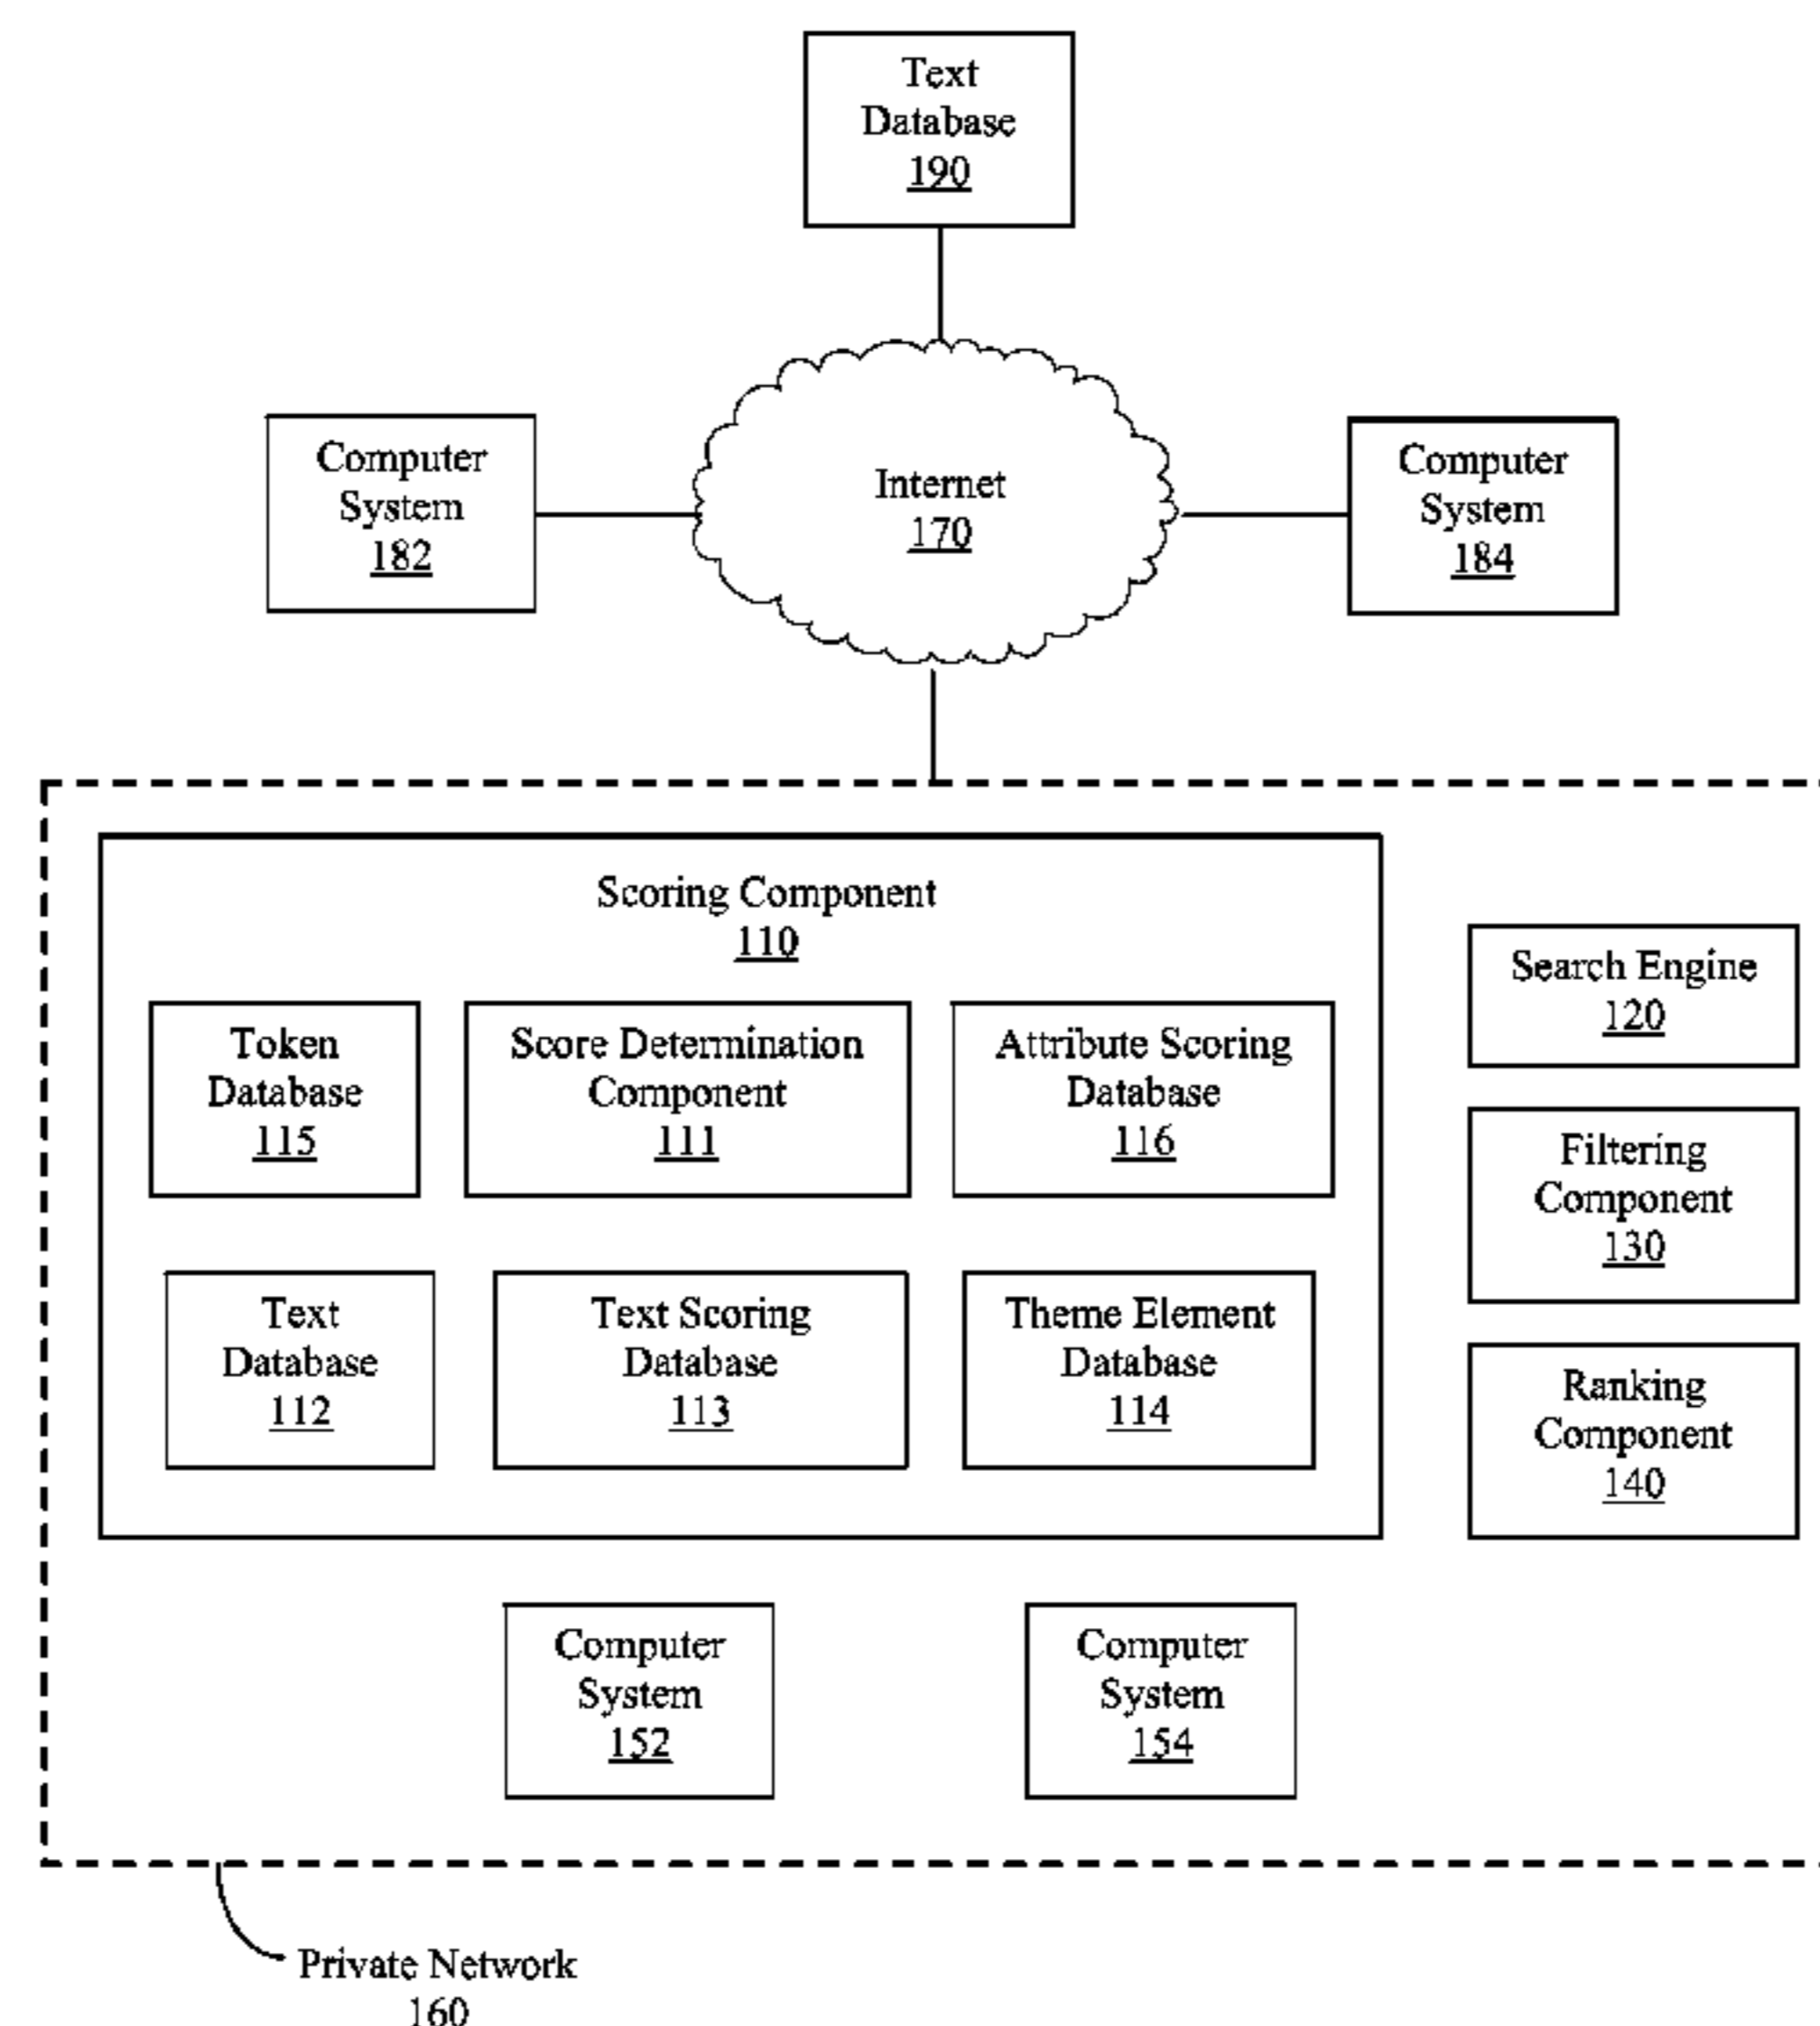 Text
Database
190
Computer
System
182
Internet
170
Computer
System
184
Scoring Component
110
Token
Database
115
Score Determination
Component
111
Attribute Scoring
Database
116
Text
Database
112
Text Scoring
Database
113
Theme Element
Database
114
Search Engine
120
Filtering
Component
130
Ranking
Component
140
Computer
System
152
Computer
System
154
Private Network
160